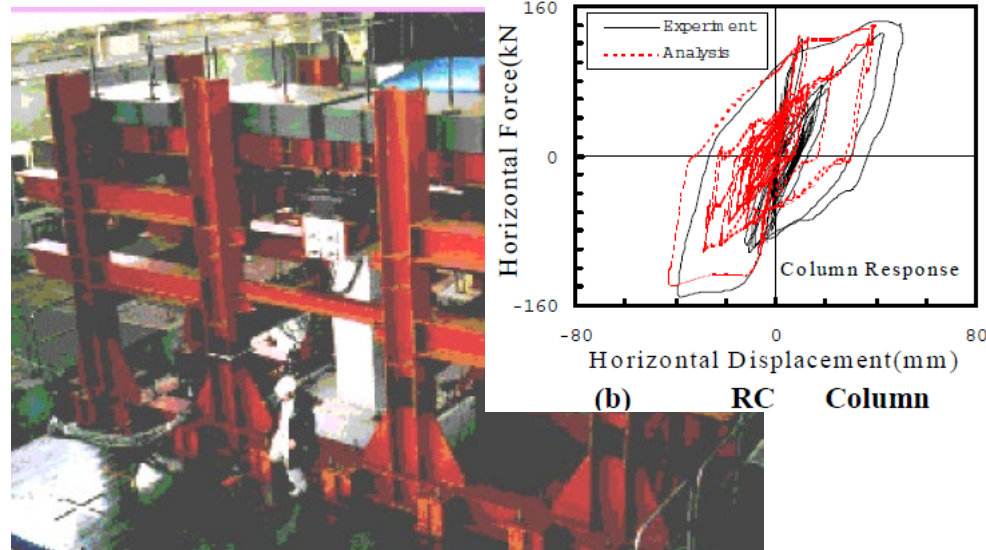 160
Experiment
Analysis
Horizontal Force(kN
0
Column Response
-160
-80
0
80
Horizontal Displacement(mm)
(b) RC Column